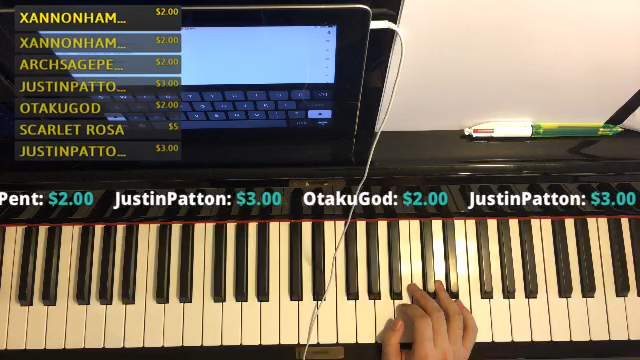 XANNONHAM... $2.00
XANNONHAM... $2.00
ARCHSAGEPE... $2.00
JUSTINPATTO... $3.00
OTAKUGOD $2.00
SCARLET ROSA $5
JUSTINPATTO... $3.00
Pent: $2.00 JustinPatton: $3.00 OtakuGod: $2.00 JustinPatton: $3.00